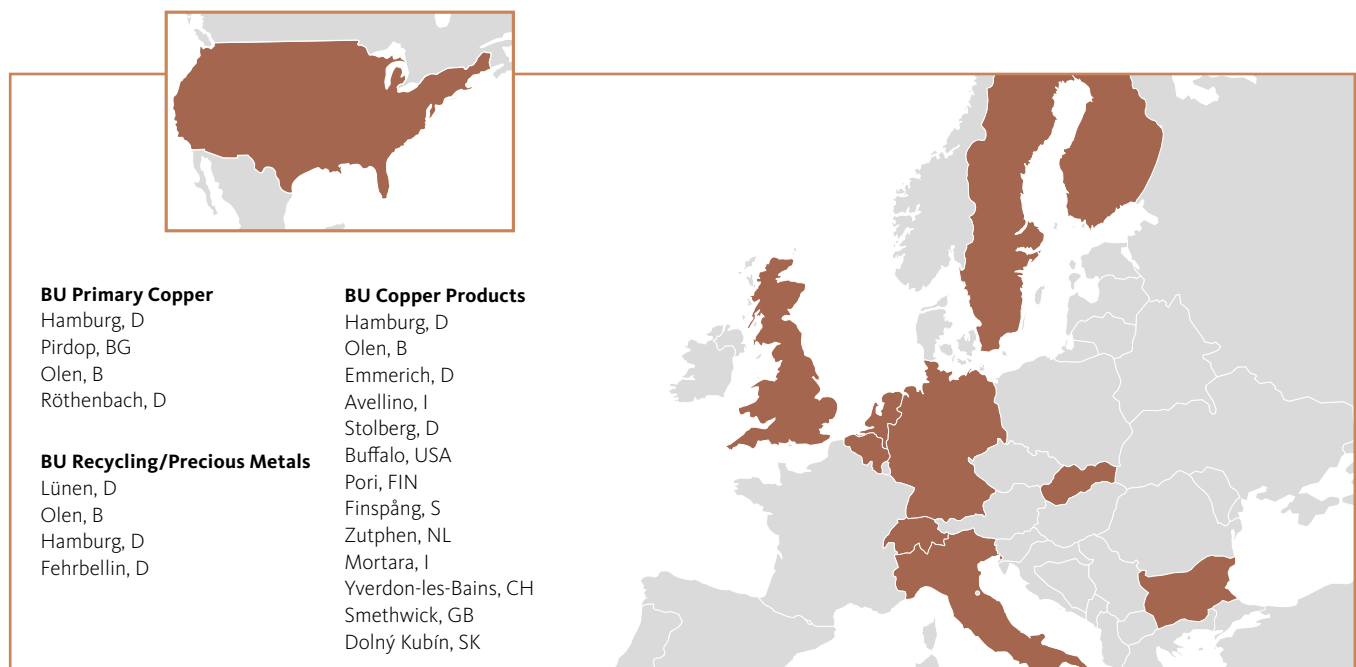 BU Primary Copper
Hamburg, D
Pirdop, BG
Olen, B
Röthenbach, D
BU Recycling/Precious Metals
Lünen, D
Olen, B
Hamburg, D
Fehrbellin, D
BU Copper Products
Hamburg, D
Olen, B
Emmerich, D
Avellino, I
Stolberg, D
Buffalo, USA
Pori, FIN
Finspång, S
Zutphen, NL
Mortara, I
Yverdon-les-Bains, CH
Smethwick, GB
Dolný Kubín, SK